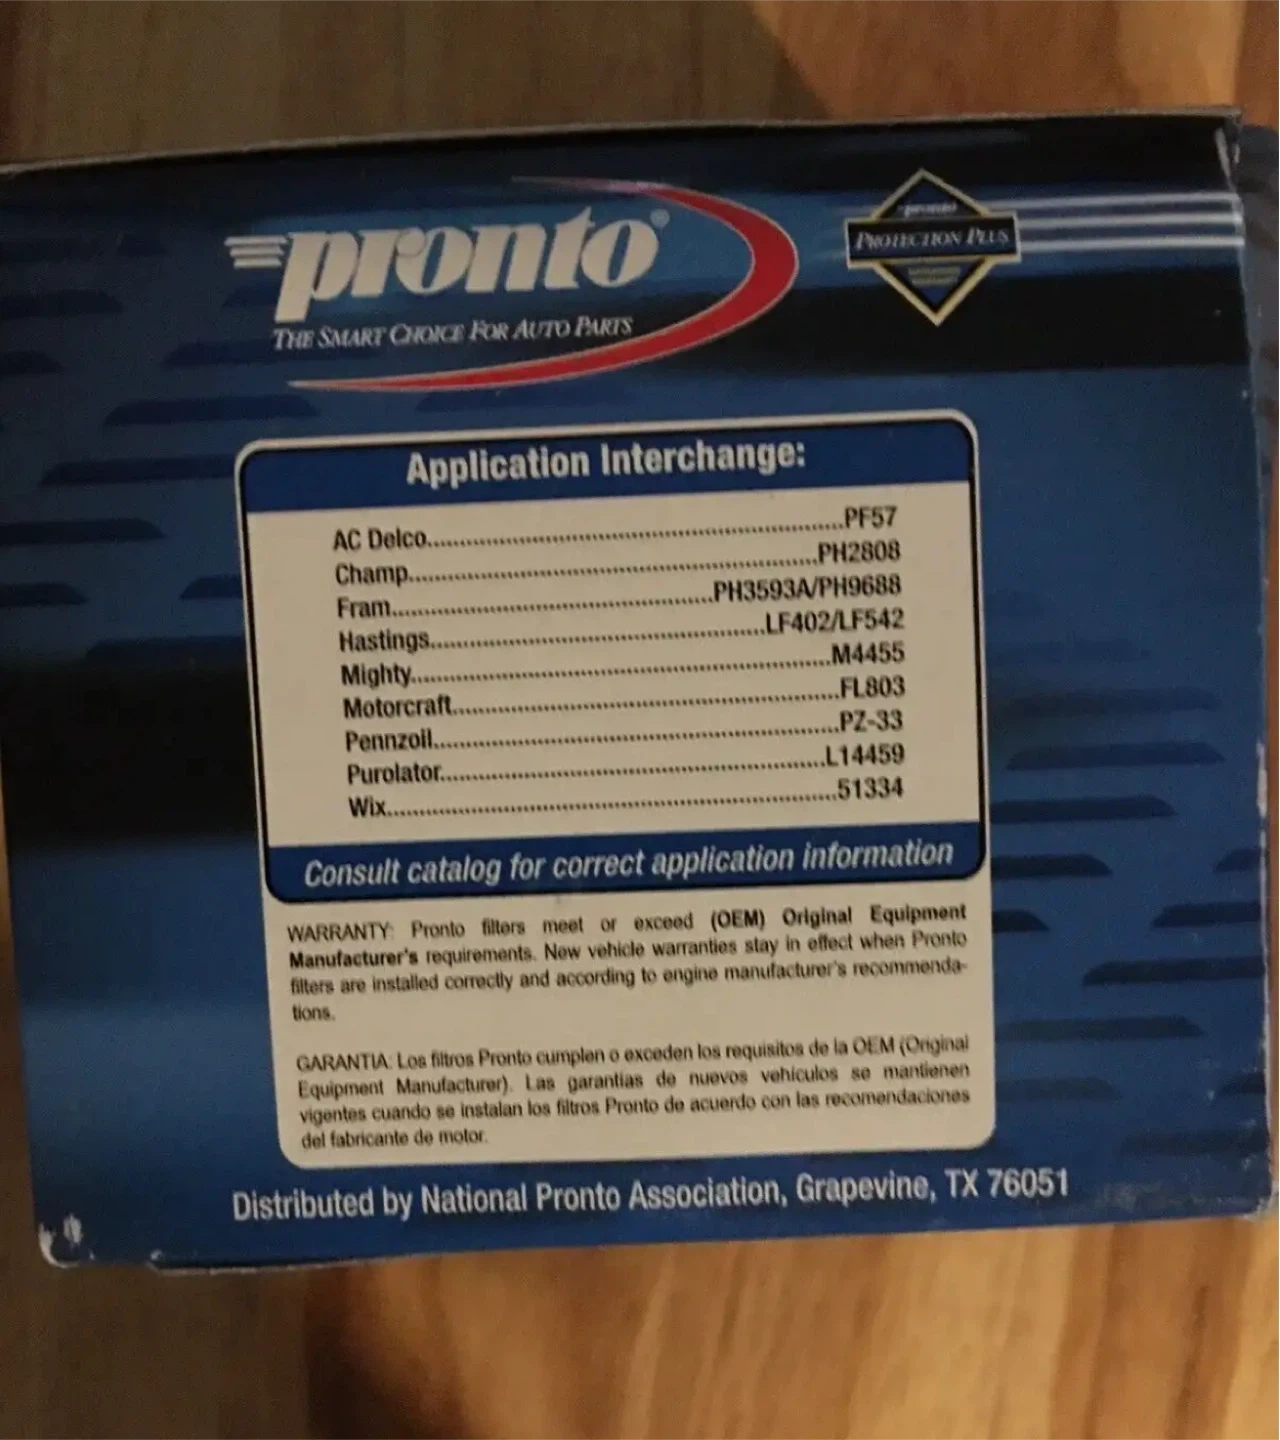 pronto®
THE SMART CHOICE FOR AUTO PARTS
pronto
PROTECTION PLUS
Application Interchange:
AC Delco..........PF57
Champ..........PH2808
Fram..........PH3593A/PH9688
Hastings..........LF402/LF542
Mighty..........M4455
Motorcraft..........FL803
Pennzoil..........PZ-33
Purolator..........L14459
Wix..........51334
Consult catalog for correct application information
WARRANTY: Pronto filters meet or exceed (OEM) Original Equipment
Manufacturer's requirements. New vehicle warranties stay in effect when Pronto
filters are installed correctly and according to engine manufacturer's recommenda-
tions.
GARANTIA: Los filtros Pronto cumplen o exceden los requisitos de la OEM (Original
Equipment Manufacturer). Las garantías de nuevos vehículos se mantienen
vigentes cuando se instalan los filtros Pronto de acuerdo con las recomendaciones
del fabricante de motor.
Distributed by National Pronto Association, Grapevine, TX 76051